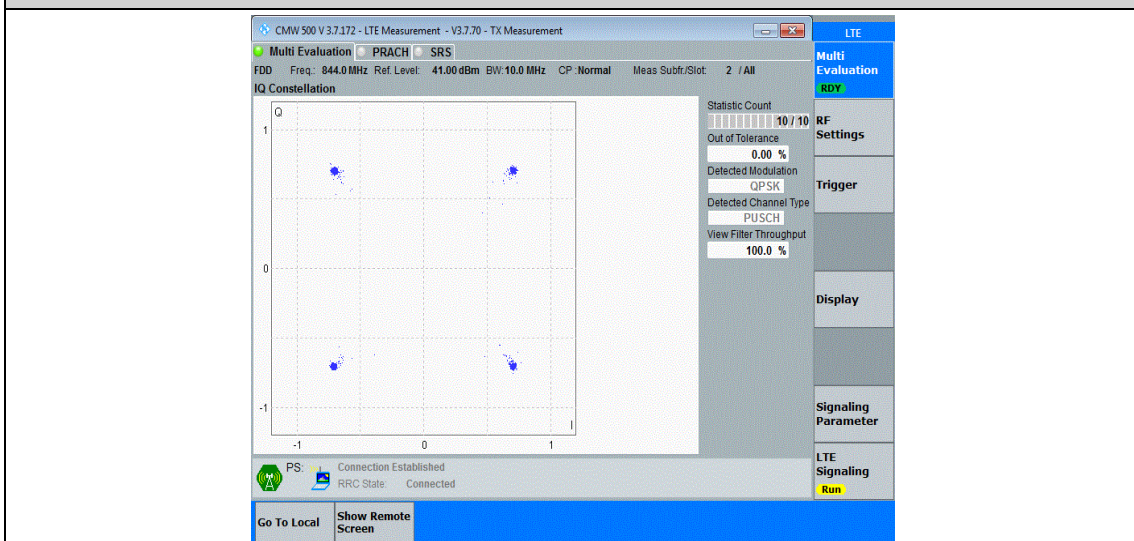 CMW 500 V 3.7.172 - LTE Measurement - V3.7.70 - TX Measurement
LTE
Multi Evaluation PRACH SRS
FDD Freq.: 844.0 MHz Ref. Level: 41.00 dBm BW: 10.0 MHz CP : Normal Meas Subfr./Slot: 2 / All
IQ Constellation
Q
1
0
-1
-1 0 1
I
Statistic Count
10 / 10
Out of Tolerance
0.00 %
Detected Modulation
QPSK
Detected Channel Type
PUSCH
View Filter Throughput
100.0 %
Multi
Evaluation
RDY
RF
Settings
Trigger
Display
Signaling
Parameter
LTE
Signaling
Run
PS: Connection Established
RRC State: Connected
Go To Local
Show Remote
Screen